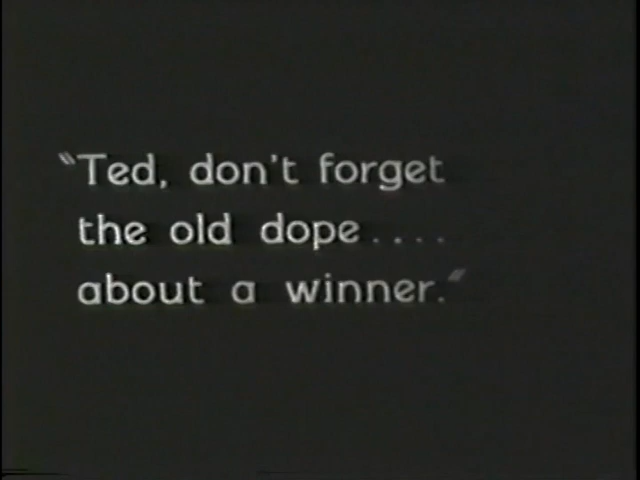 "Ted, don't forget
the old dope....
about a winner."